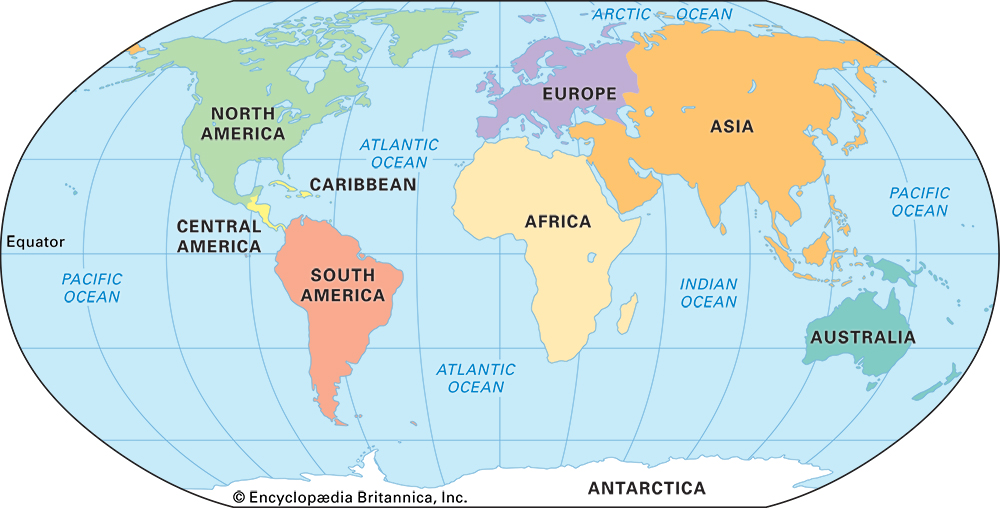 ARCTIC OCEAN
NORTH
AMERICA
EUROPE
ASIA
ATLANTIC
OCEAN
CARIBBEAN
PACIFIC
OCEAN
CENTRAL
AMERICA
AFRICA
Equator
PACIFIC
OCEAN
SOUTH
AMERICA
INDIAN
OCEAN
AUSTRALIA
ATLANTIC
OCEAN
ANTARCTICA
© Encyclopædia Britannica, Inc.